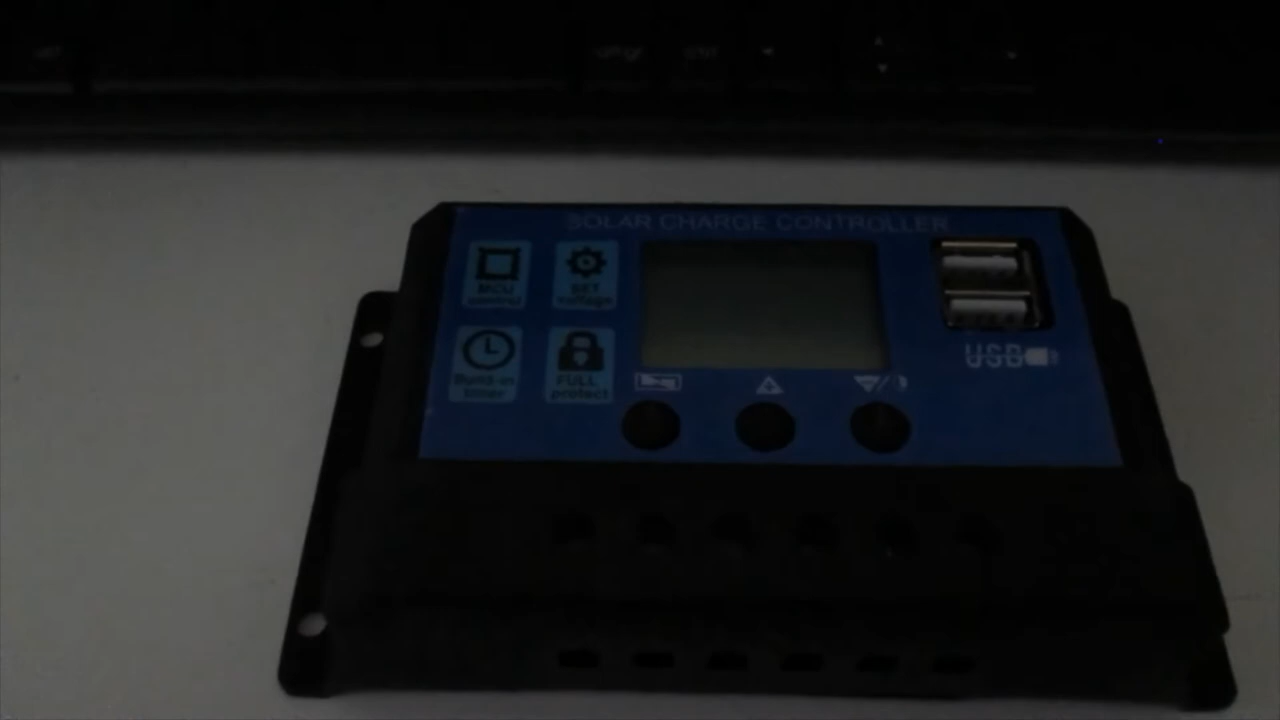 SOLAR CHARGE CONTROLLER
MCU
control
SET
voltage
Build-in
timer
FULL
protect
USB